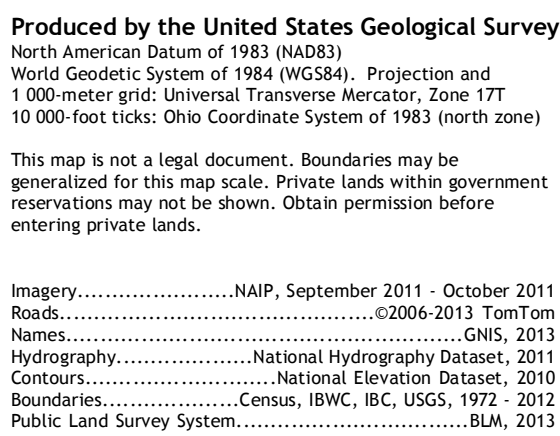 Produced by the United States Geological Survey
North American Datum of 1983 (NAD83)
World Geodetic System of 1984 (WGS84). Projection and
1 000-meter grid: Universal Transverse Mercator, Zone 17T
10 000-foot ticks: Ohio Coordinate System of 1983 (north zone)
This map is not a legal document. Boundaries may be
generalized for this map scale. Private lands within government
reservations may not be shown. Obtain permission before
entering private lands.
Imagery.......................NAIP, September 2011 - October 2011
Roads..............................................©2006-2013 TomTom
Names...........................................................GNIS, 2013
Hydrography....................National Hydrography Dataset, 2011
Contours............................National Elevation Dataset, 2010
Boundaries....................Census, IBWC, IBC, USGS, 1972 - 2012
Public Land Survey System..................................BLM, 2013